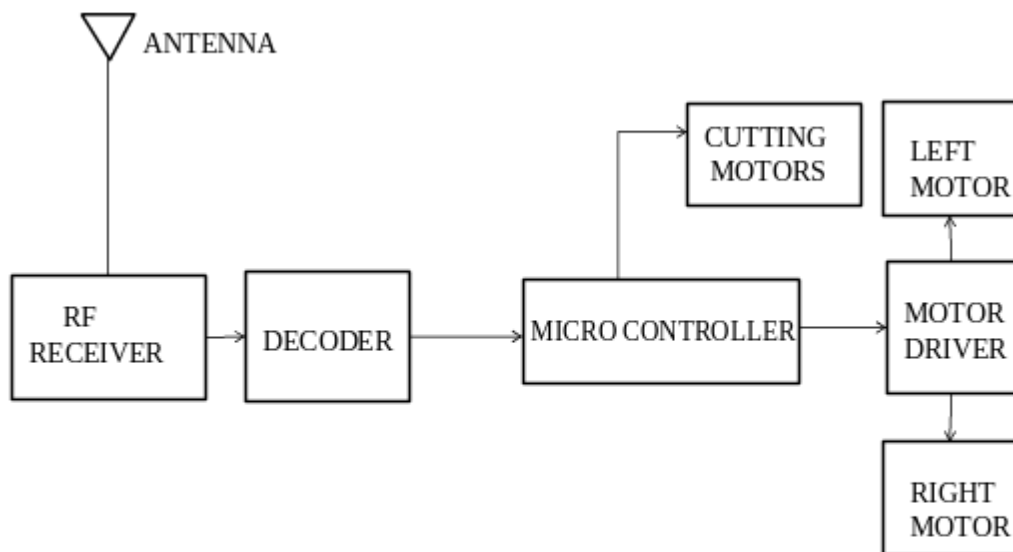 ANTENNA
CUTTING
MOTORS
LEFT
MOTOR
RF
RECEIVER
DECODER
MICRO CONTROLLER
MOTOR
DRIVER
RIGHT
MOTOR